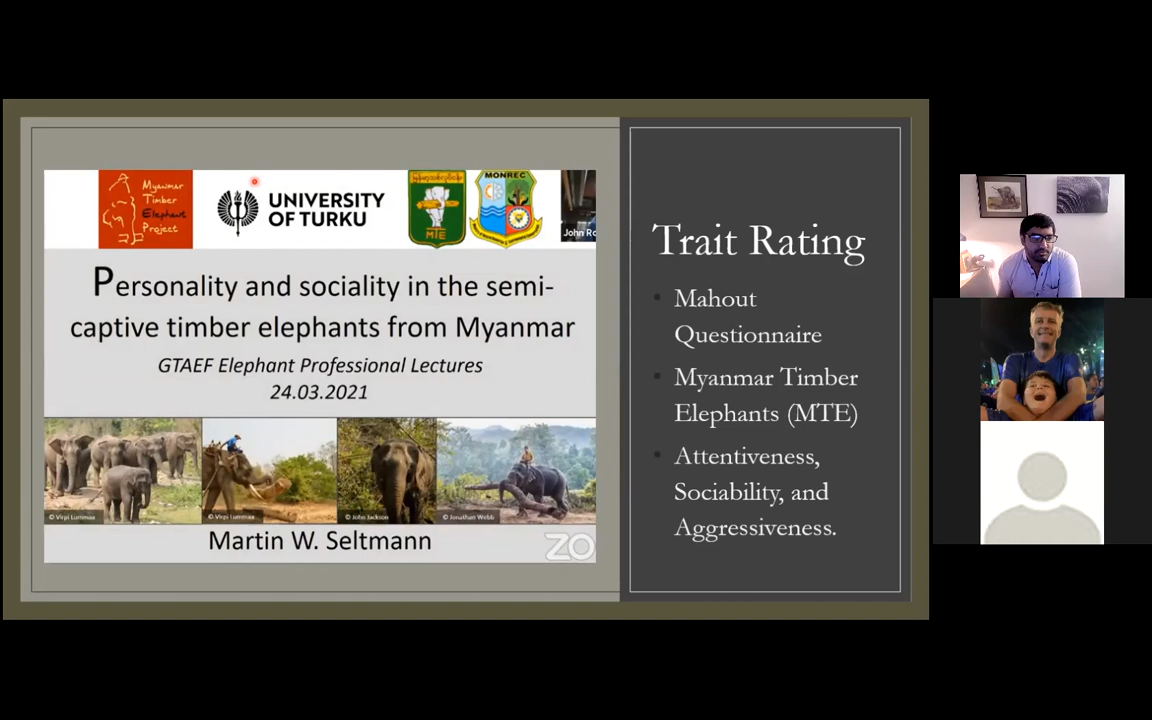 Myanmar
Timber
Elephant
Project
UNIVERSITY
OF TURKU
MTE
MONREC
John Ro
Personality and sociality in the semi-
captive timber elephants from Myanmar
GTAEF Elephant Professional Lectures
24.03.2021
© Virpi Lummaa
© Virpi Lummaa
© John Jackson
© Jonathan Webb
Martin W. Seltmann
ZO
Trait Rating
Mahout
Questionnaire
Myanmar Timber
Elephants (MTE)
Attentiveness,
Sociability, and
Aggressiveness.